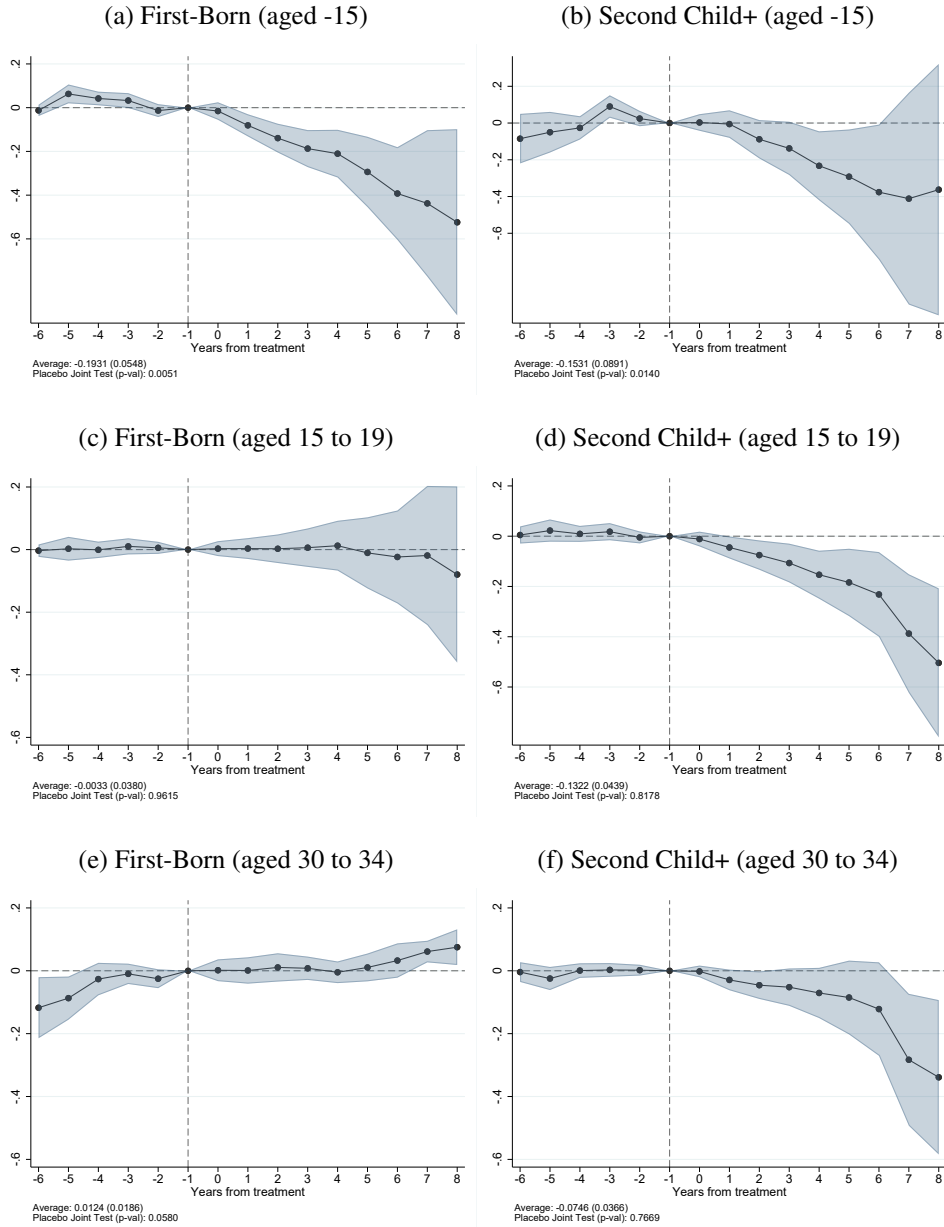 (a) First-Born (aged -15)
.2
0
-.2
-.4
-.6
-6 -5 -4 -3 -2 -1 0 1 2 3 4 5 6 7 8
Years from treatment
Average: -0.1931 (0.0548)
Placebo Joint Test (p-val): 0.0051
(b) Second Child+ (aged -15)
.2
0
-.2
-.4
-.6
-6 -5 -4 -3 -2 -1 0 1 2 3 4 5 6 7 8
Years from treatment
Average: -0.1531 (0.0891)
Placebo Joint Test (p-val): 0.0140
(c) First-Born (aged 15 to 19)
.2
0
-.2
-.4
-.6
-6 -5 -4 -3 -2 -1 0 1 2 3 4 5 6 7 8
Years from treatment
Average: -0.0033 (0.0380)
Placebo Joint Test (p-val): 0.9615
(d) Second Child+ (aged 15 to 19)
.2
0
-.2
-.4
-.6
-6 -5 -4 -3 -2 -1 0 1 2 3 4 5 6 7 8
Years from treatment
Average: -0.1322 (0.0439)
Placebo Joint Test (p-val): 0.8178
(e) First-Born (aged 30 to 34)
.2
0
-.2
-.4
-.6
-6 -5 -4 -3 -2 -1 0 1 2 3 4 5 6 7 8
Years from treatment
Average: 0.0124 (0.0186)
Placebo Joint Test (p-val): 0.0580
(f) Second Child+ (aged 30 to 34)
.2
0
-.2
-.4
-.6
-6 -5 -4 -3 -2 -1 0 1 2 3 4 5 6 7 8
Years from treatment
Average: -0.0746 (0.0366)
Placebo Joint Test (p-val): 0.7669